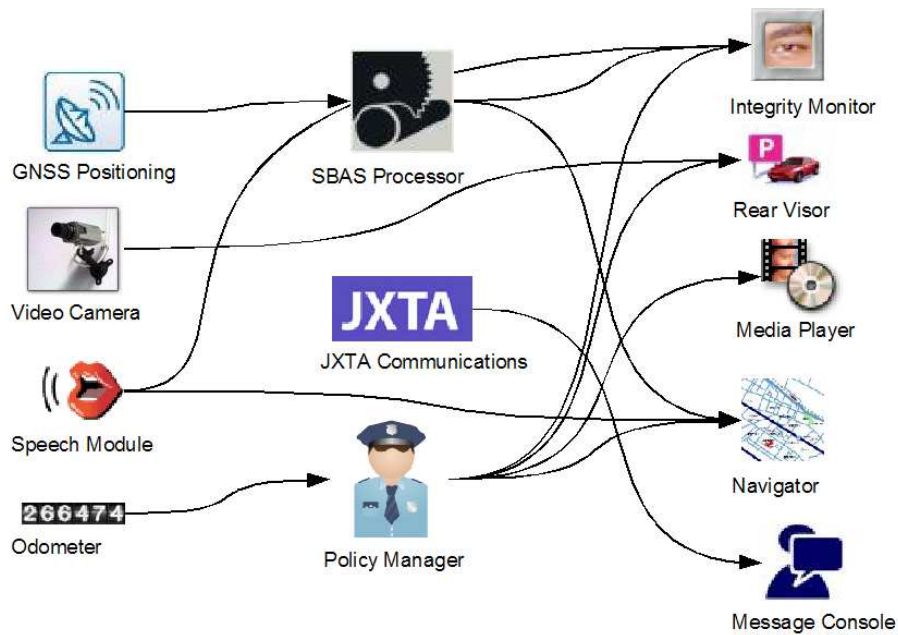 GNSS Positioning
Video Camera
Speech Module
266474
Odometer
SBAS Processor
JXTA
JXTA Communications
Policy Manager
Integrity Monitor
P
Rear Visor
Media Player
Navigator
Message Console